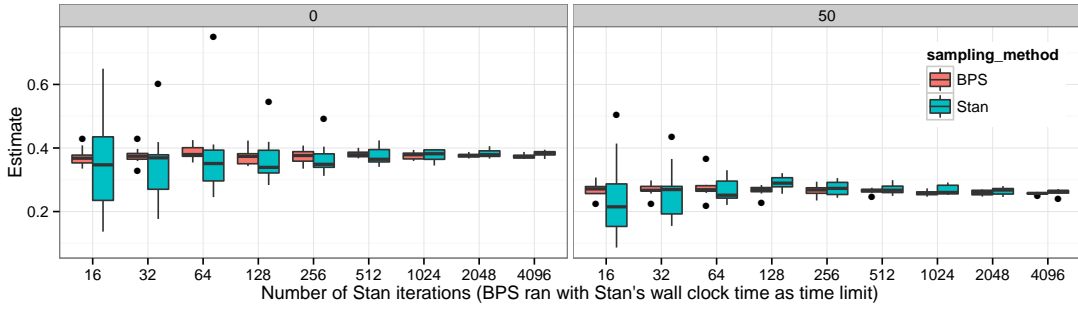 0
50
Estimate
0.6
0.4
0.2
sampling_method
BPS
Stan
16 32 64 128 256 512 1024 2048 4096
16 32 64 128 256 512 1024 2048 4096
Number of Stan iterations (BPS ran with Stan's wall clock time as time limit)